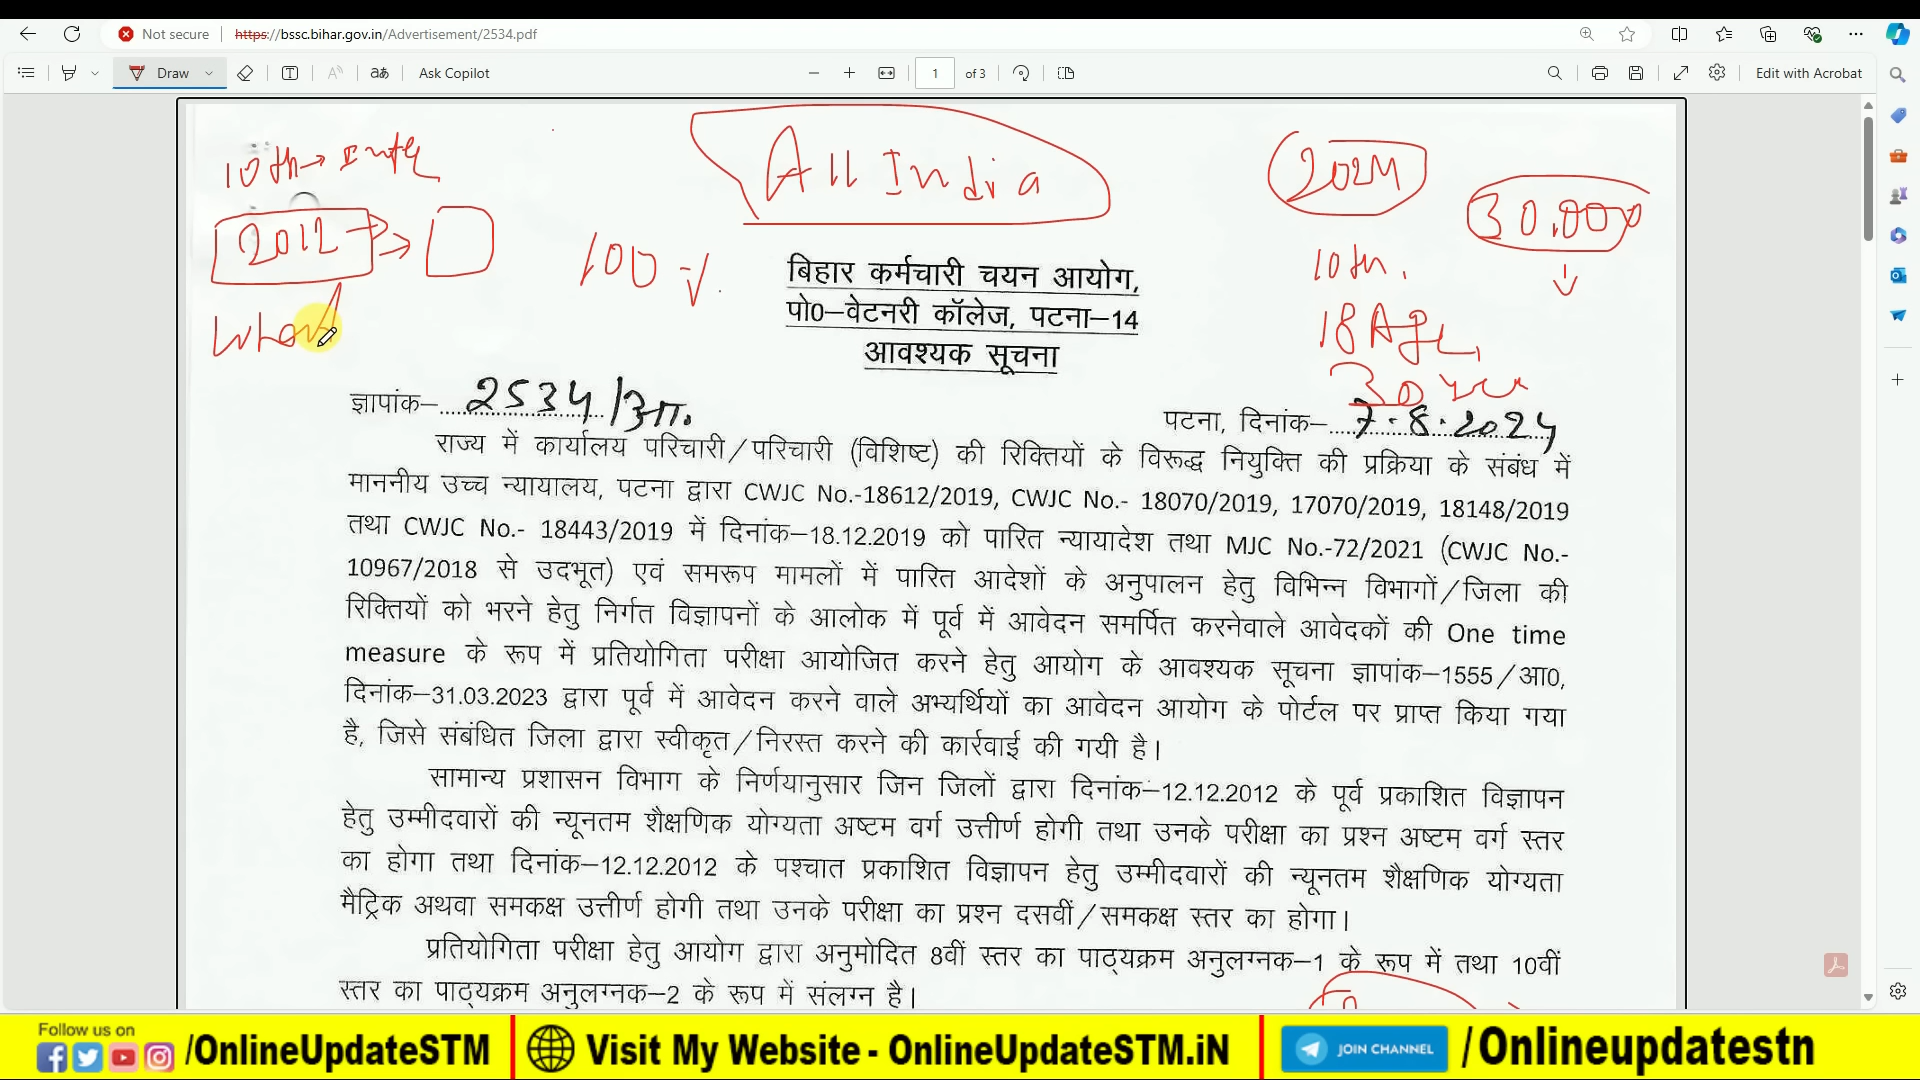 Not secure
https://bssc.bihar.gov.in/Advertisement/2534.pdf
Draw
Ask Copilot
1 of 3
Edit with Acrobat
10th → Inte
All India
2024
30,000
2012
100
10th.
18 Age
बिहार कर्मचारी चयन आयोग,
पो0–वेटनरी कॉलेज, पटना–14
आवश्यक सूचना
ज्ञापांक–2534/आ.
पटना, दिनांक–7.8.2024
राज्य में कार्यालय परिचारी/परिचारी (विशिष्ट) की रिक्तियों के विरूद्ध नियुक्ति की प्रक्रिया के संबंध में
माननीय उच्च न्यायालय, पटना द्वारा CWJC No.-18612/2019, CWJC No.- 18070/2019, 17070/2019, 18148/2019
तथा CWJC No.- 18443/2019 में दिनांक–18.12.2019 को पारित न्यायादेश तथा MJC No.-72/2021 (CWJC No.-
10967/2018 से उदभूत) एवं समरूप मामलों में पारित आदेशों के अनुपालन हेतु विभिन्न विभागों/जिला की
रिक्तियों को भरने हेतु निर्गत विज्ञापनों के आलोक में पूर्व में आवेदन समर्पित करनेवाले आवेदकों की One time
measure के रूप में प्रतियोगिता परीक्षा आयोजित करने हेतु आयोग के आवश्यक सूचना ज्ञापांक–1555/आ0,
दिनांक–31.03.2023 द्वारा पूर्व में आवेदन करने वाले अभ्यर्थियों का आवेदन आयोग के पोर्टल पर प्राप्त किया गया
है, जिसे संबंधित जिला द्वारा स्वीकृत/निरस्त करने की कार्रवाई की गयी है।
सामान्य प्रशासन विभाग के निर्णयानुसार जिन जिलों द्वारा दिनांक–12.12.2012 के पूर्व प्रकाशित विज्ञापन
हेतु उम्मीदवारों की न्यूनतम शैक्षणिक योग्यता अष्टम वर्ग उत्तीर्ण होगी तथा उनके परीक्षा का प्रश्न अष्टम वर्ग स्तर
का होगा तथा दिनांक–12.12.2012 के पश्चात प्रकाशित विज्ञापन हेतु उम्मीदवारों की न्यूनतम शैक्षणिक योग्यता
मैट्रिक अथवा समकक्ष उत्तीर्ण होगी तथा उनके परीक्षा का प्रश्न दसवीं/समकक्ष स्तर का होगा।
प्रतियोगिता परीक्षा हेतु आयोग द्वारा अनुमोदित 8वीं स्तर का पाठ्यक्रम अनुलग्नक–1 के रूप में तथा 10वीं
स्तर का पाठ्यक्रम अनुलग्नक–2 के रूप में संलग्न है।
Follow us on
/OnlineUpdateSTM
Visit My Website - OnlineUpdateSTM.iN
JOIN CHANNEL
/Onlineupdatestn